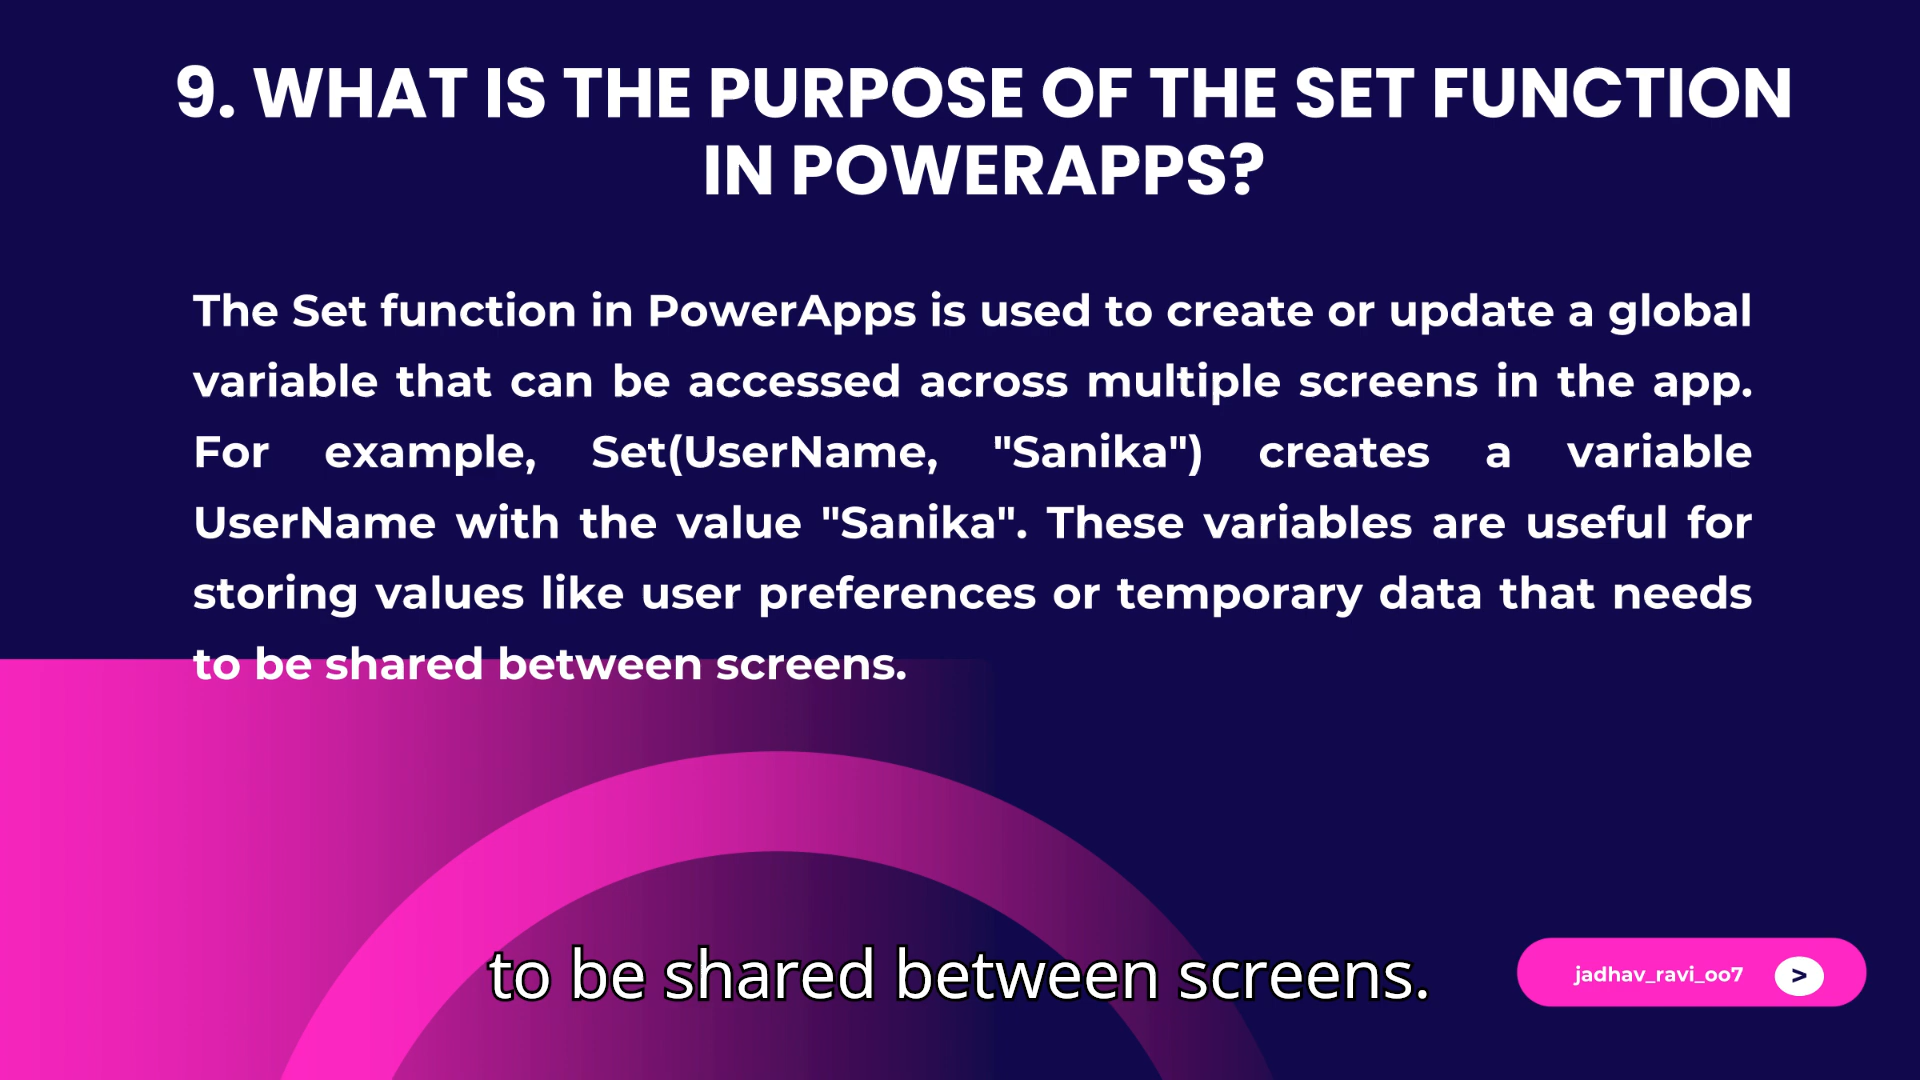 9. WHAT IS THE PURPOSE OF THE SET FUNCTION
IN POWERAPPS?
The Set function in PowerApps is used to create or update a global
variable that can be accessed across multiple screens in the app.
For example, Set(UserName, "Sanika") creates a variable
UserName with the value "Sanika". These variables are useful for
storing values like user preferences or temporary data that needs
to be shared between screens.
to be shared between screens.
jadhav_ravi_oo7 >